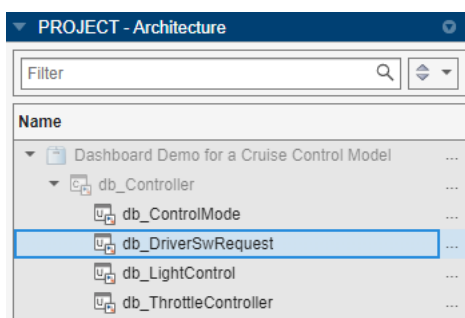 PROJECT - Architecture
Filter
Name
Dashboard Demo for a Cruise Control Model ...
C db_Controller ...
U db_ControlMode ...
U db_DriverSwRequest ...
U db_LightControl ...
U db_ThrottleController ...